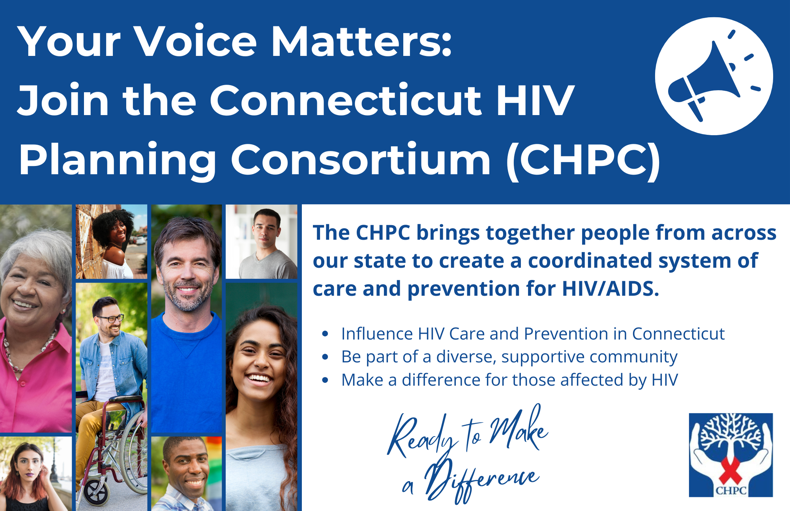 Your Voice Matters:
Join the Connecticut HIV
Planning Consortium (CHPC)
The CHPC brings together people from across
our state to create a coordinated system of
care and prevention for HIV/AIDS.
• Influence HIV Care and Prevention in Connecticut
• Be part of a diverse, supportive community
• Make a difference for those affected by HIV
Ready to Make
a Difference
CHPC